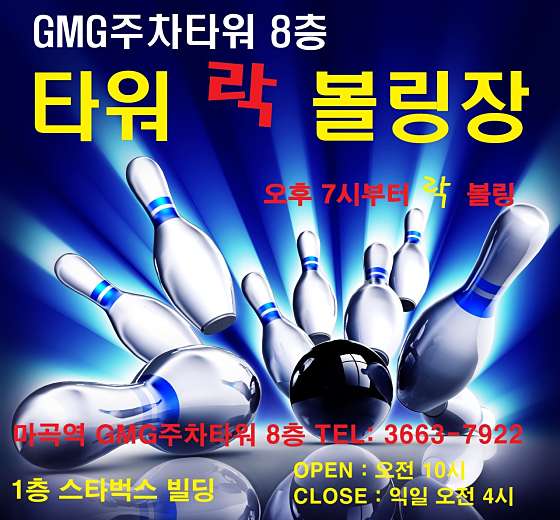 GMG주차타워 8층
타워 락 볼링장
오후 7시부터 락 볼링
마곡역 GMG주차타워 8층 TEL: 3663-7922
1층 스타벅스 빌딩
OPEN : 오전 10시
CLOSE : 익일 오전 4시